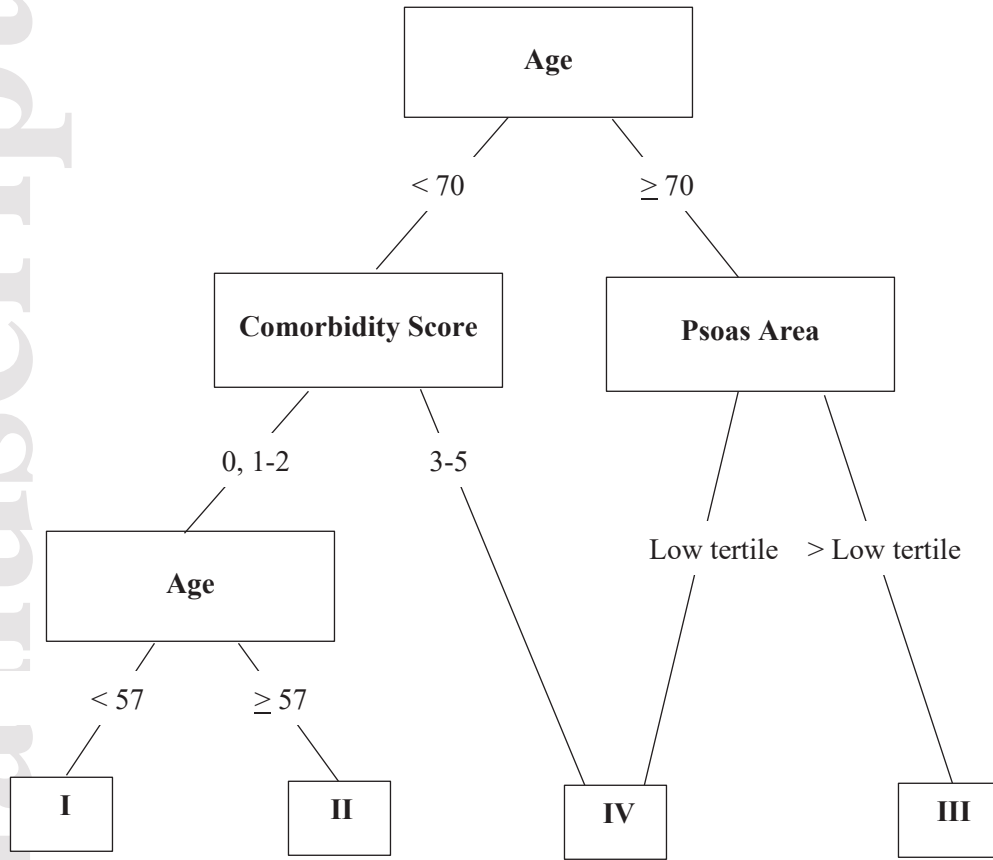 Age
< 70
≥ 70
Comorbidity Score
Psoas Area
0, 1-2
3-5
Age
Low tertile
> Low tertile
< 57
≥ 57
I
II
IV
III